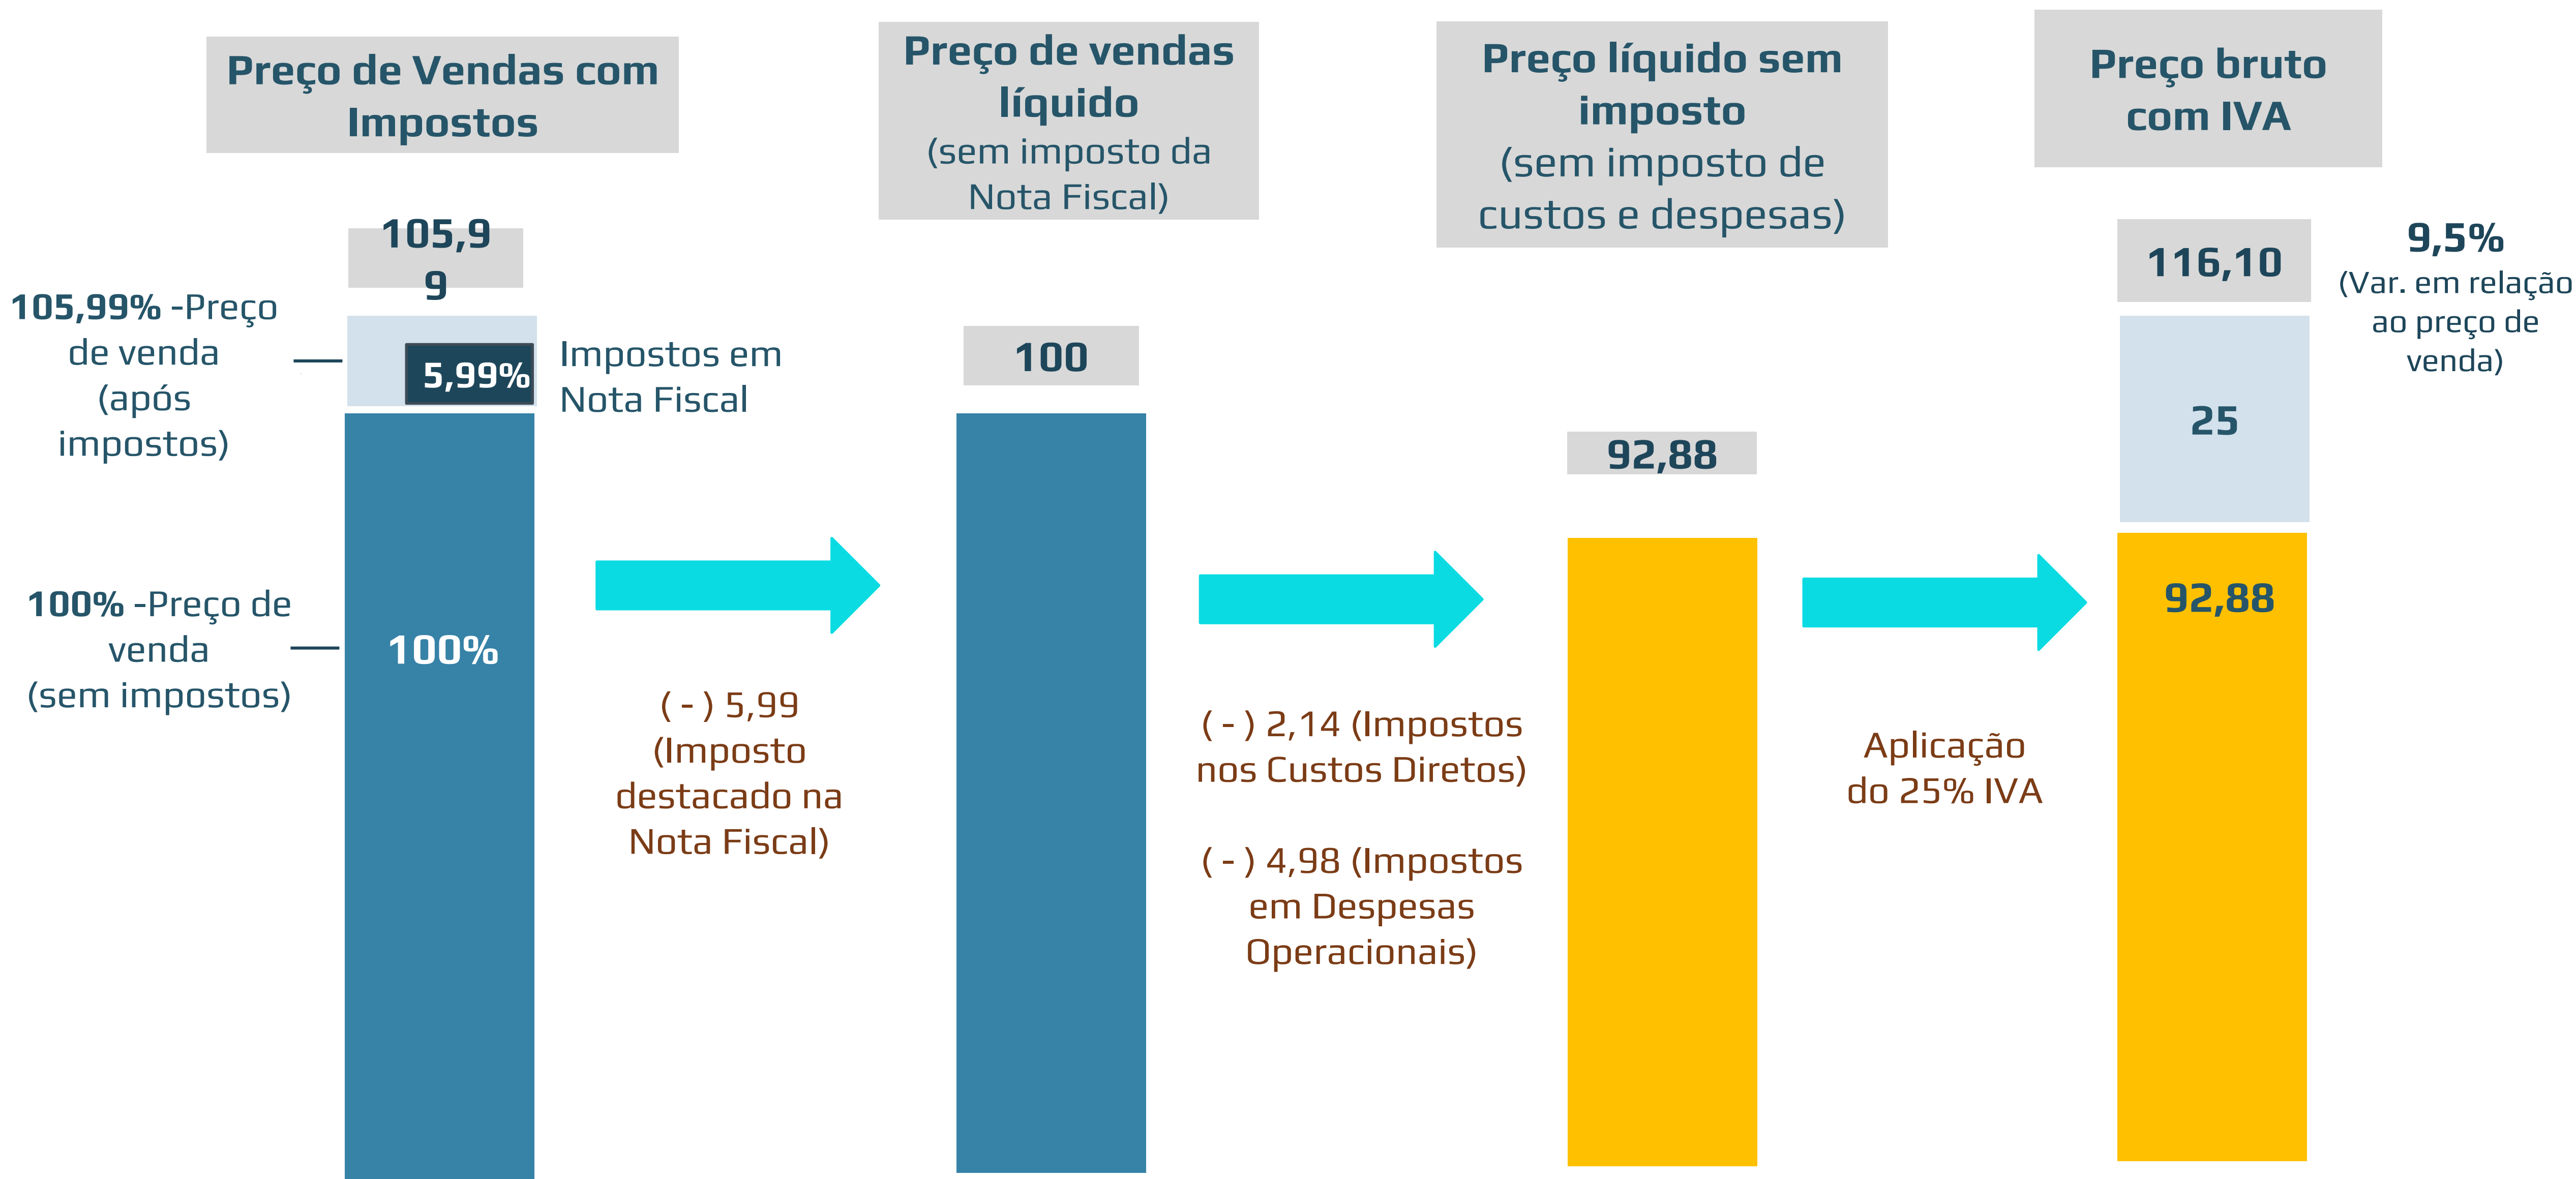 Preço de Vendas com
Impostos
105,9
9
105,99% -Preço
de venda
(após
impostos)
5,99%
Impostos em
Nota Fiscal
100% -Preço de
venda
(sem impostos)
100%
( - ) 5,99
(Imposto
destacado na
Nota Fiscal)
Preço de vendas
líquido
(sem imposto da
Nota Fiscal)
100
( - ) 2,14 (Impostos
nos Custos Diretos)
( - ) 4,98 (Impostos
em Despesas
Operacionais)
Preço líquido sem
imposto
(sem imposto de
custos e despesas)
92,88
Aplicação
do 25% IVA
Preço bruto
com IVA
116,10
9,5%
(Var. em relação
ao preço de
venda)
25
92,88